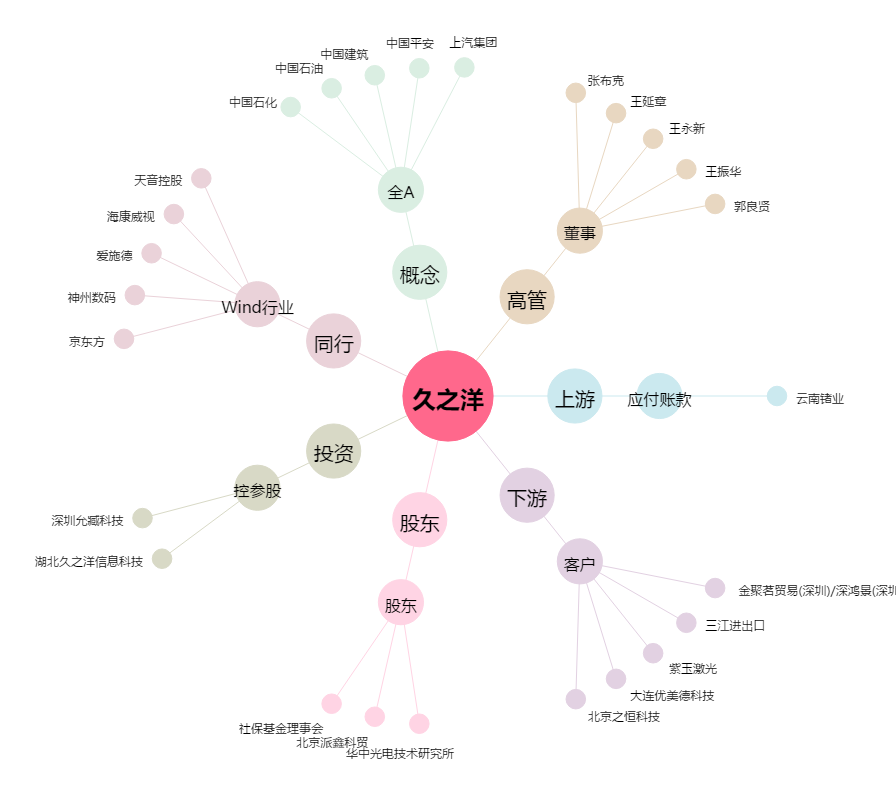 上汽集团
中国平安
中国建筑
中国石油
中国石化
张布克
王延章
王永新
王振华
郭良贤
天音控股
海康威视
爱施德
神州数码
京东方
全A
董事
概念
高管
Wind行业
同行
久之洋
上游
应付账款
云南锗业
投资
控参股
深圳允臧科技
湖北久之洋信息科技
下游
股东
客户
金聚茗贸易(深圳)/深鸿景(深圳
三江进出口
紫玉激光
大连优美德科技
北京之恒科技
股东
社保基金理事会
北京派鑫科贸
华中光电技术研究所